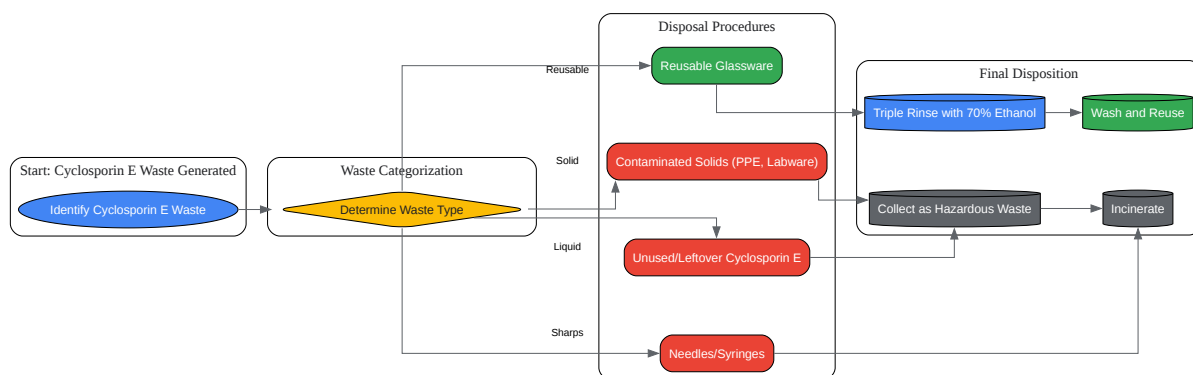 Disposal Procedures
Reusable
Reusable Glassware
Final Disposition
Triple Rinse with 70% Ethanol
Wash and Reuse
Start: Cyclosporin E Waste Generated
Waste Categorization
Solid
Contaminated Solids (PPE, Labware)
Identify Cyclosporin E Waste
Determine Waste Type
Collect as Hazardous Waste
Incinerate
Liquid
Unused/Leftover Cyclosporin E
Sharps
Needles/Syringes